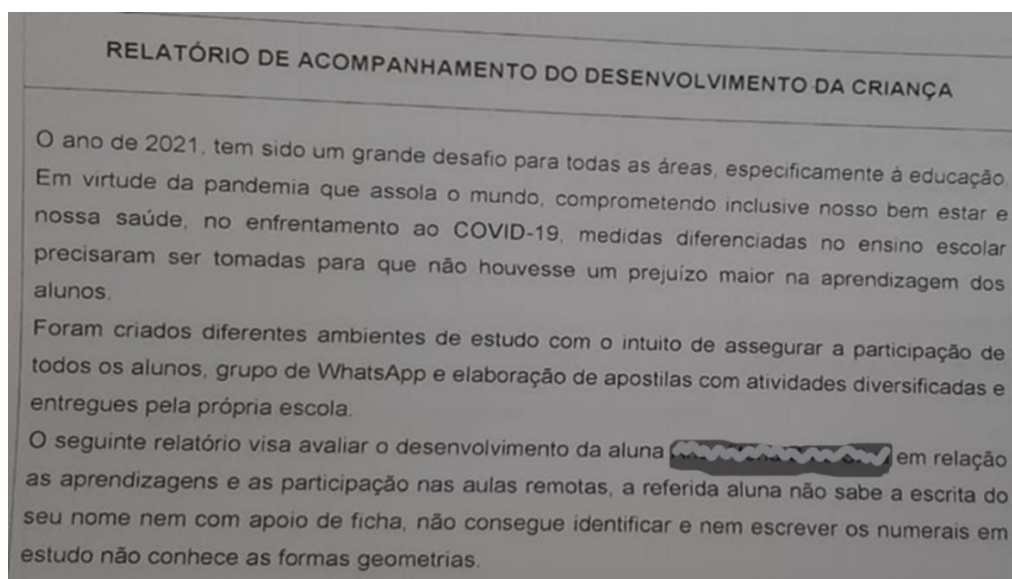 RELATÓRIO DE ACOMPANHAMENTO DO DESENVOLVIMENTO DA CRIANÇA
O ano de 2021, tem sido um grande desafio para todas as áreas, especificamente à educação.
Em virtude da pandemia que assola o mundo, comprometendo inclusive nosso bem estar e
nossa saúde, no enfrentamento ao COVID-19, medidas diferenciadas no ensino escolar
precisaram ser tomadas para que não houvesse um prejuízo maior na aprendizagem dos
alunos.
Foram criados diferentes ambientes de estudo com o intuito de assegurar a participação de
todos os alunos, grupo de WhatsApp e elaboração de apostilas com atividades diversificadas e
entregues pela própria escola.
O seguinte relatório visa avaliar o desenvolvimento da aluna em relação
as aprendizagens e as participação nas aulas remotas, a referida aluna não sabe a escrita do
seu nome nem com apoio de ficha, não consegue identificar e nem escrever os numerais em
estudo não conhece as formas geometrias.